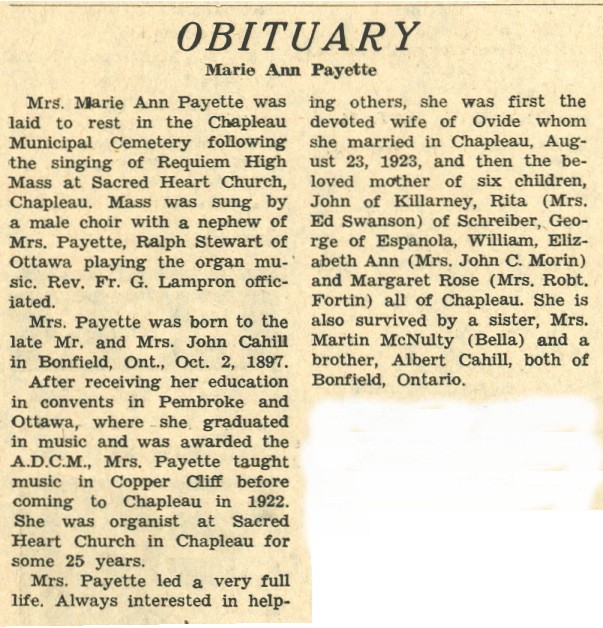 OBITUARY
Marie Ann Payette
Mrs. Marie Ann Payette was
laid to rest in the Chapleau
Municipal Cemetery following
the singing of Requiem High
Mass at Sacred Heart Church,
Chapleau. Mass was sung by
a male choir with a nephew of
Mrs. Payette, Ralph Stewart of
Ottawa playing the organ mu-
sic. Rev. Fr. G. Lampron offic-
iated.
Mrs. Payette was born to the
late Mr. and Mrs. John Cahill
in Bonfield, Ont., Oct. 2, 1897.
After receiving her education
in convents in Pembroke and
Ottawa, where she graduated
in music and was awarded the
A.D.C.M., Mrs. Payette taught
music in Copper Cliff before
coming to Chapleau in 1922.
She was organist at Sacred
Heart Church in Chapleau for
some 25 years.
Mrs. Payette led a very full
life. Always interested in help-
ing others, she was first the
devoted wife of Ovide whom
she married in Chapleau, Aug-
ust 23, 1923, and then the be-
loved mother of six children,
John of Killarney, Rita (Mrs.
Ed Swanson) of Schreiber, Geo-
rge of Espanola, William, Eliz-
abeth Ann (Mrs. John C. Morin)
and Margaret Rose (Mrs. Robt.
Fortin) all of Chapleau. She is
also survived by a sister, Mrs.
Martin McNulty (Bella) and a
brother, Albert Cahill, both of
Bonfield, Ontario.